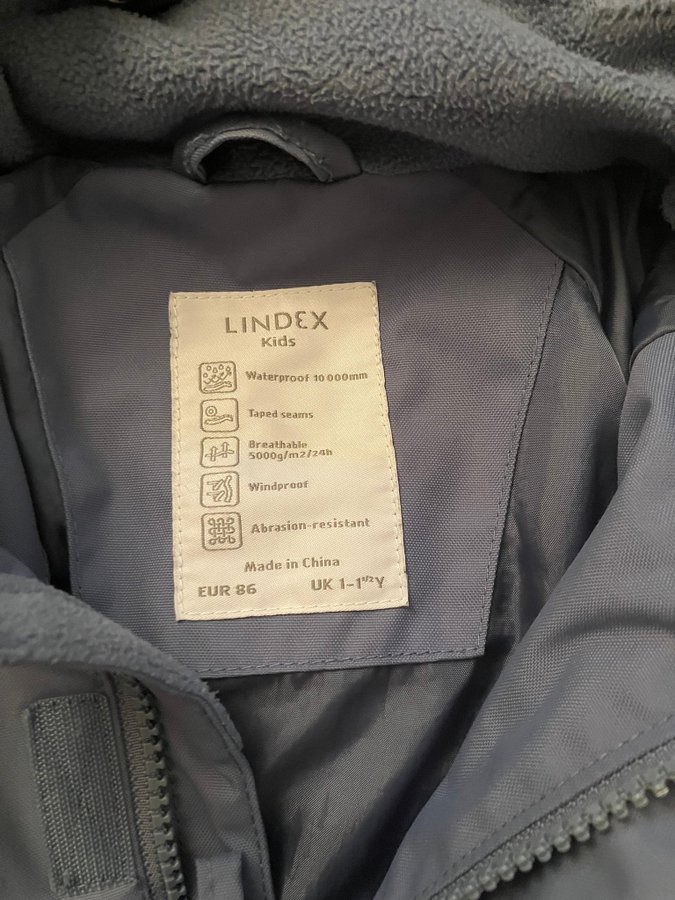 LINDEX
Kids
Waterproof 10 000mm
Taped seams
Breathable
5000g/m2/24h
Windproof
Abrasion-resistant
Made in China
EUR 86 UK 1-1½Y